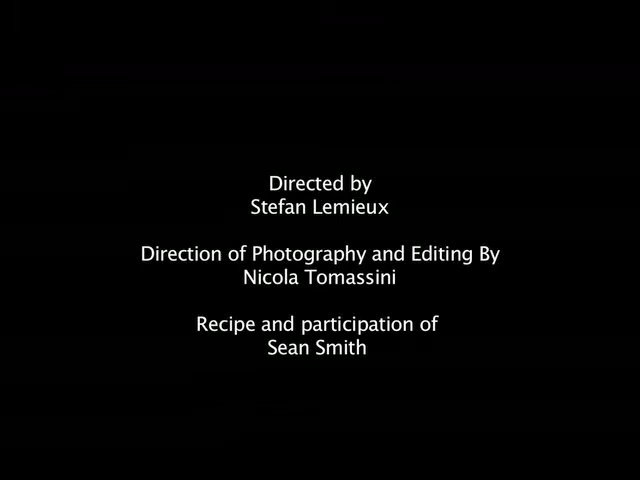 Directed by
Stefan Lemieux
Direction of Photography and Editing By
Nicola Tomassini
Recipe and participation of
Sean Smith